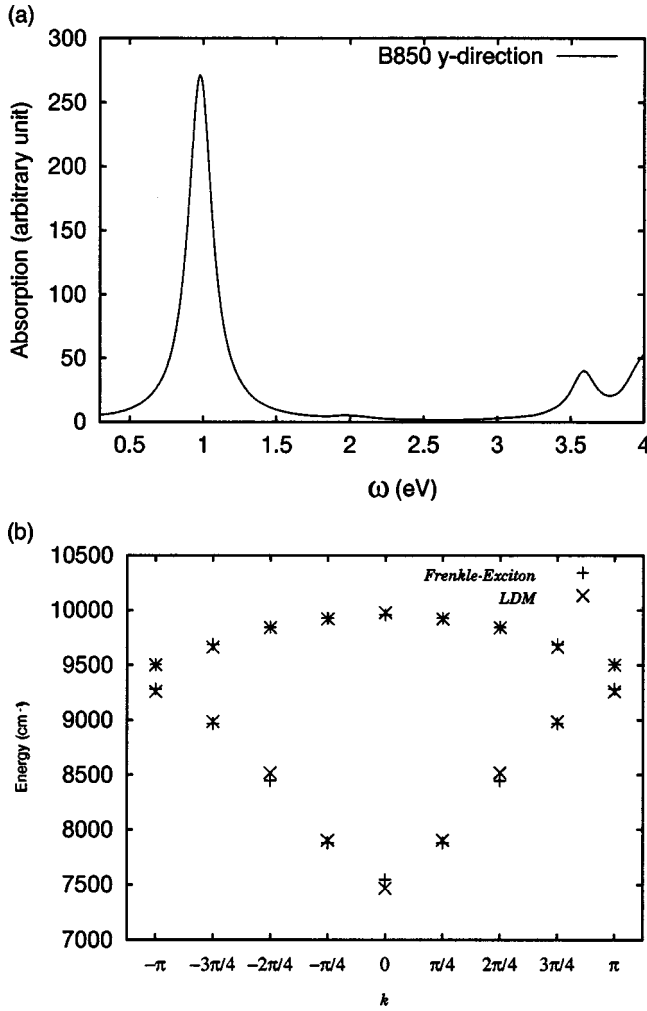 (a)
300
250
200
150
100
50
0
Absorption (arbitrary unit)
B850 y-direction
0.5 1 1.5 2 2.5 3 3.5 4
ω (eV)
(b)
10500
10000
9500
9000
8500
8000
7500
7000
Energy (cm⁻¹)
Frenkle-Exciton
LDM
−π −3π/4 −2π/4 −π/4 0 π/4 2π/4 3π/4 π
k